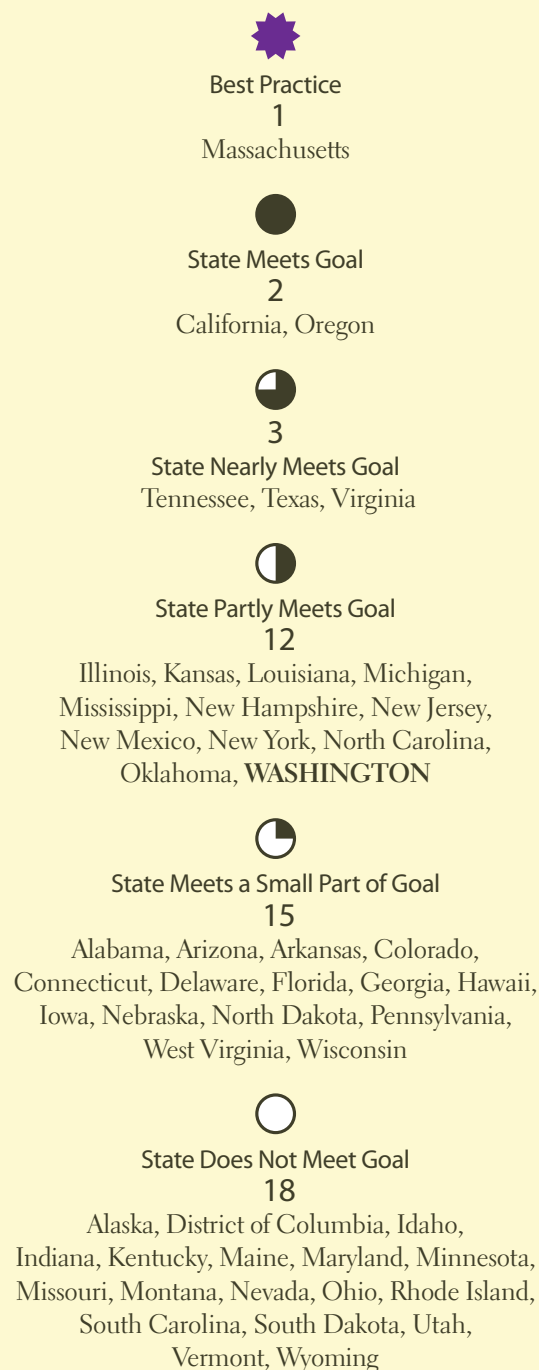 Best Practice
1
Massachusetts
State Meets Goal
2
California, Oregon
3
State Nearly Meets Goal
Tennessee, Texas, Virginia
State Partly Meets Goal
12
Illinois, Kansas, Louisiana, Michigan,
Mississippi, New Hampshire, New Jersey,
New Mexico, New York, North Carolina,
Oklahoma, WASHINGTON
State Meets a Small Part of Goal
15
Alabama, Arizona, Arkansas, Colorado,
Connecticut, Delaware, Florida, Georgia, Hawaii,
Iowa, Nebraska, North Dakota, Pennsylvania,
West Virginia, Wisconsin
State Does Not Meet Goal
18
Alaska, District of Columbia, Idaho,
Indiana, Kentucky, Maine, Maryland, Minnesota,
Missouri, Montana, Nevada, Ohio, Rhode Island,
South Carolina, South Dakota, Utah,
Vermont, Wyoming